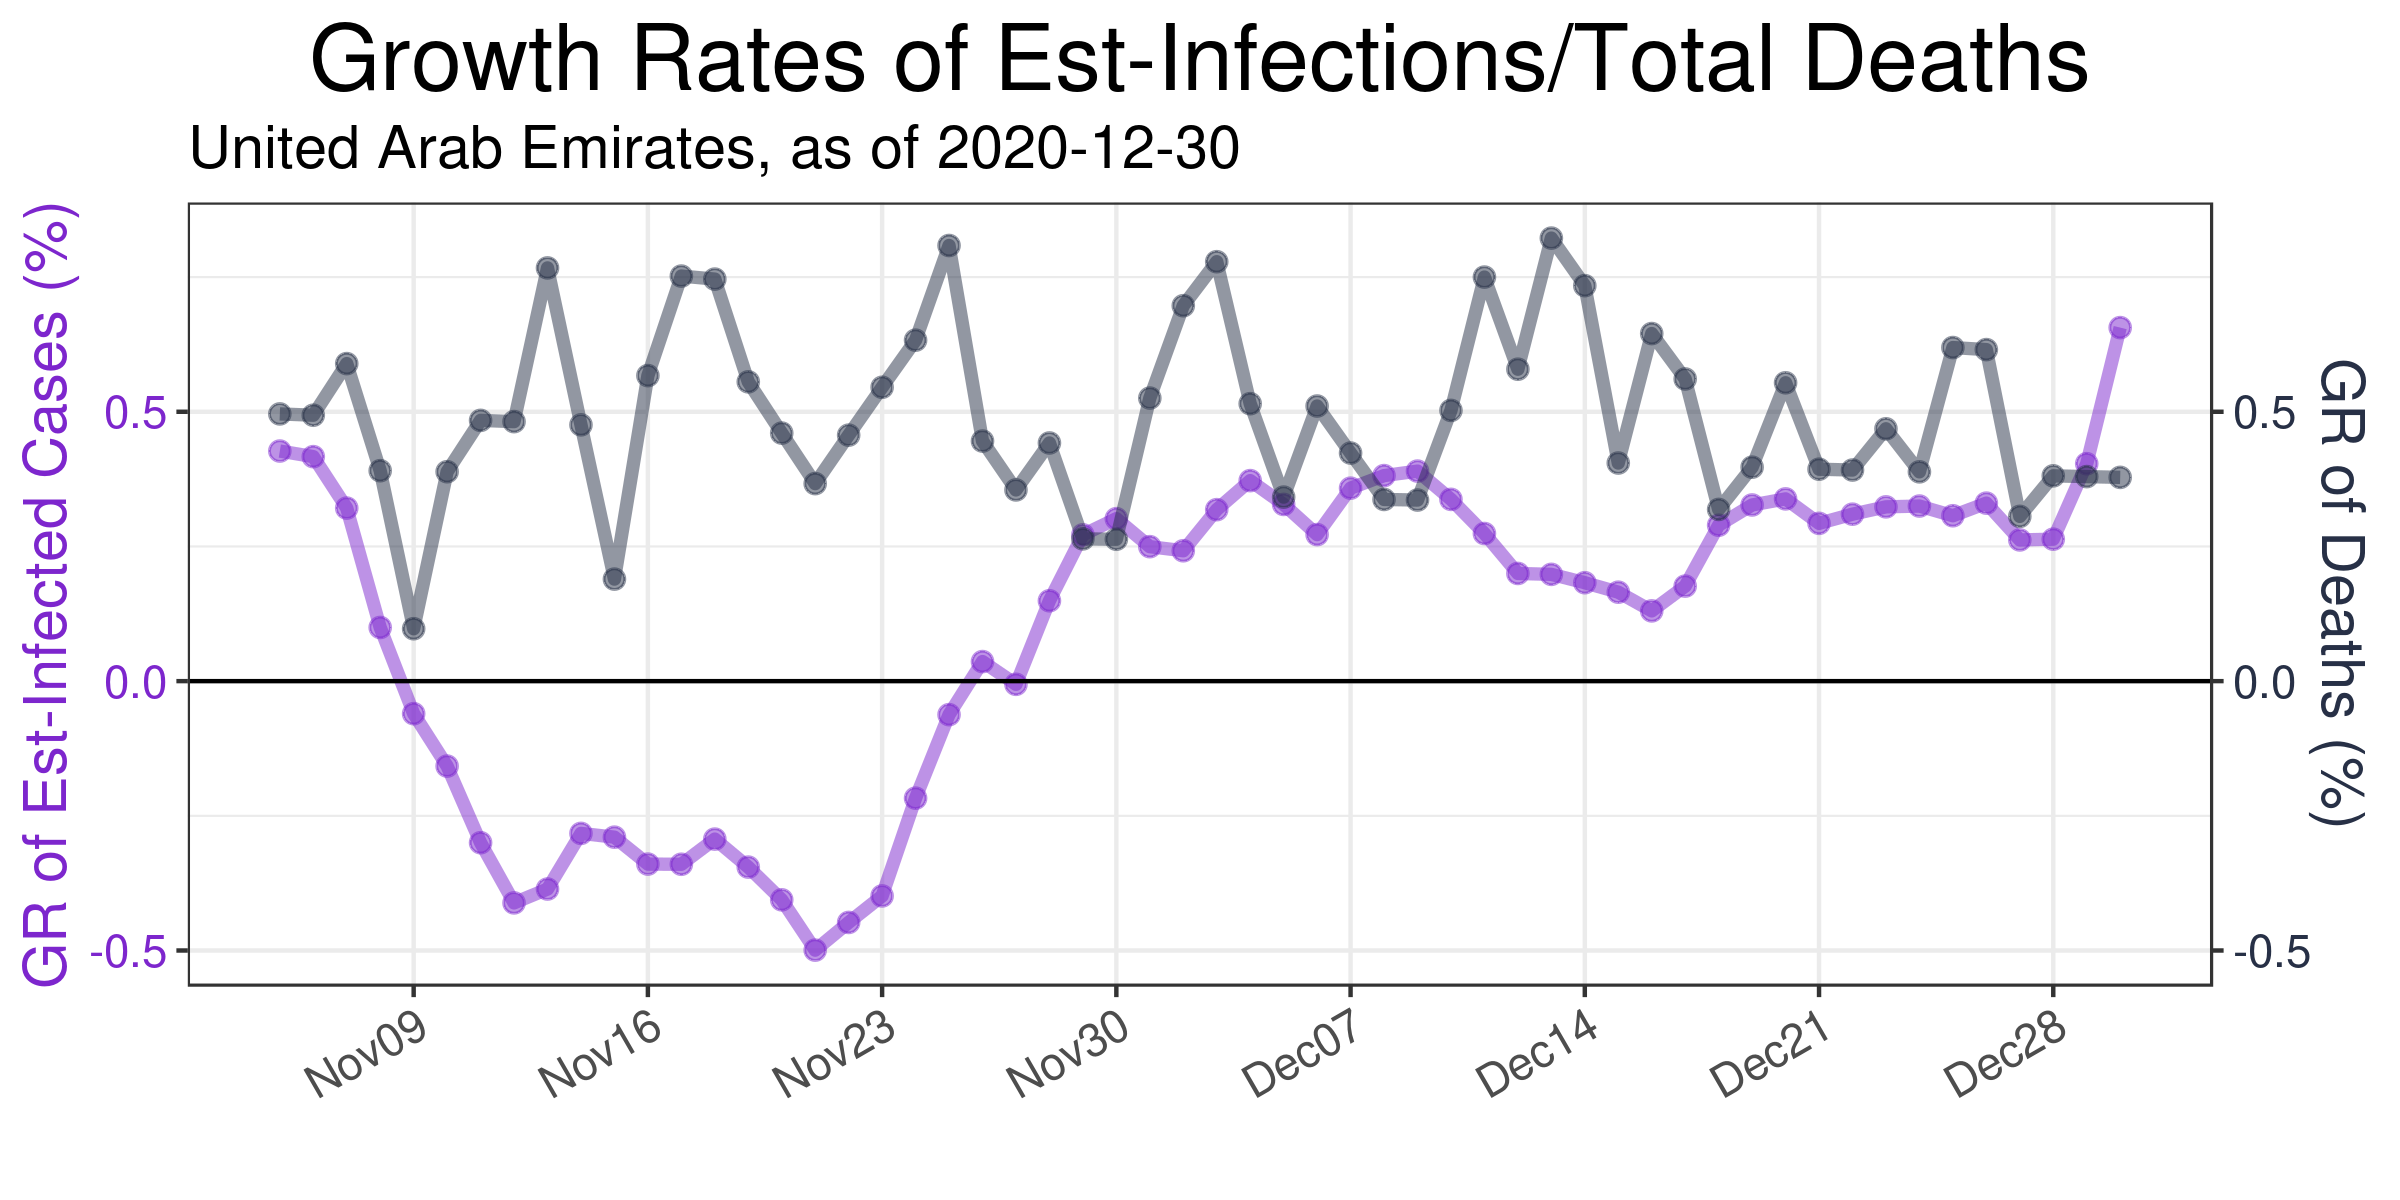 Growth Rates of Est-Infections/Total Deaths
United Arab Emirates, as of 2020-12-30
GR of Est-Infected Cases (%)
0.5
0.0
-0.5
0.5
0.0
-0.5
GR of Deaths (%)
Nov09
Nov16
Nov23
Nov30
Dec07
Dec14
Dec21
Dec28